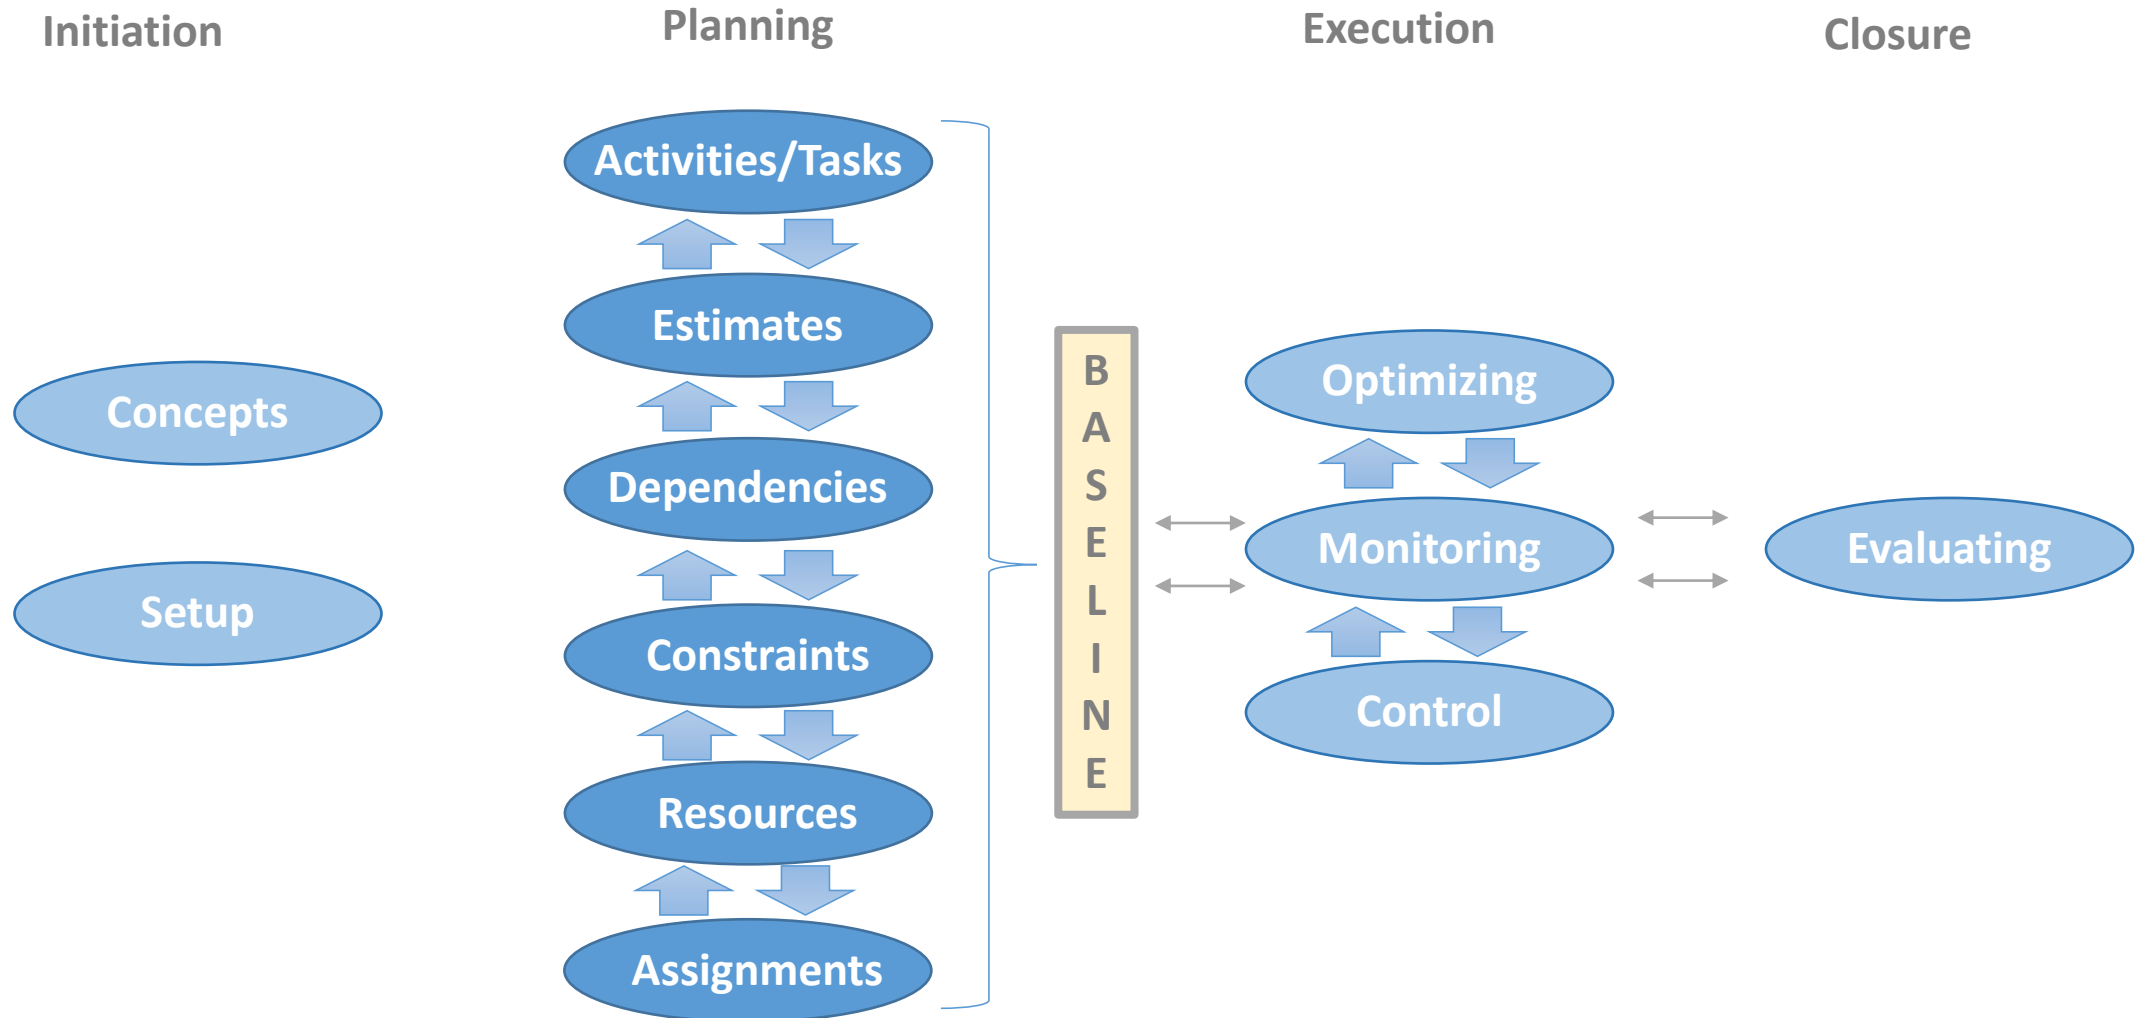 Initiation
Planning
Execution
Closure
Activities/Tasks
Estimates
Dependencies
Constraints
Resources
Assignments
Concepts
Setup
B
A
S
E
L
I
N
E
Optimizing
Monitoring
Control
Evaluating